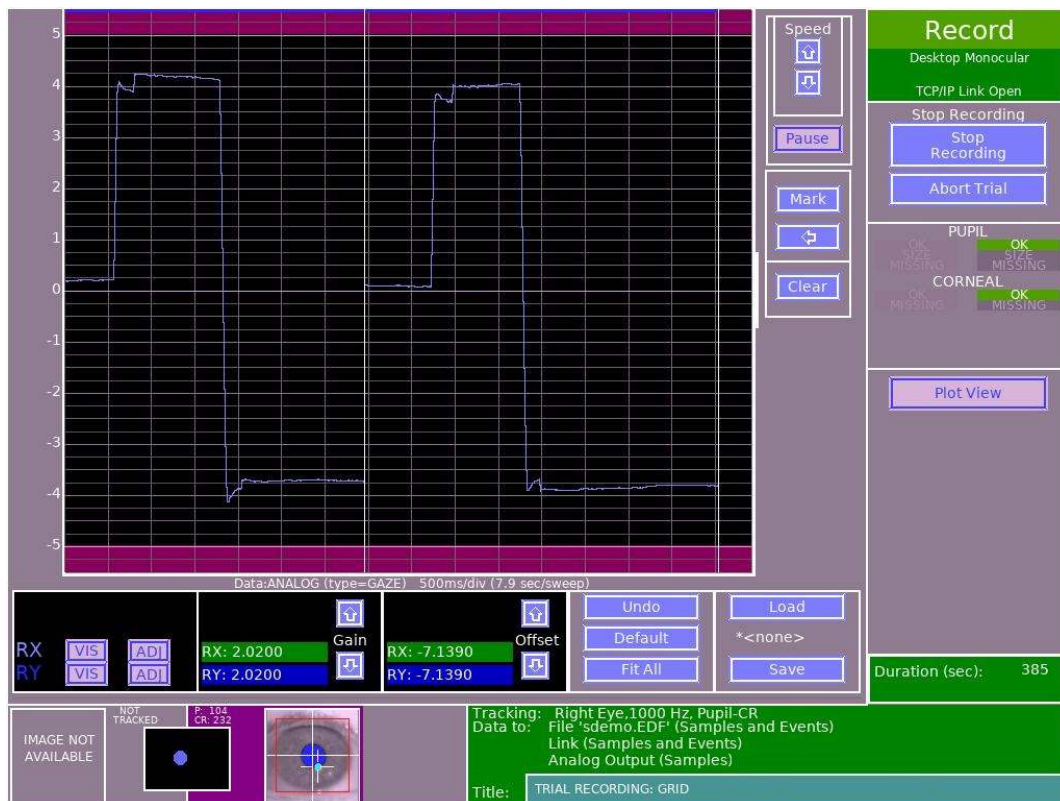 5
4
3
2
1
0
-1
-2
-3
-4
-5
Data:ANALOG (type=GAZE) 500ms/div (7.9 sec/sweep)
Speed
Pause
Mark
Clear
Record
Desktop Monocular
TCP/IP Link Open
Stop Recording
Stop
Recording
Abort Trial
PUPIL
OK OK
SIZE SIZE
MISSING MISSING
CORNEAL
OK OK
MISSING MISSING
Plot View
RX VIS ADJ
RY VIS ADJ
RX: 2.0200
RY: 2.0200
Gain
RX: -7.1390
RY: -7.1390
Offset
Undo
Default
Fit All
Load
*<none>
Save
Duration (sec): 385
IMAGE NOT
AVAILABLE
NOT
TRACKED
P: 104
CR: 232
Tracking: Right Eye,1000 Hz, Pupil-CR
Data to: File 'sdemo.EDF' (Samples and Events)
Link (Samples and Events)
Analog Output (Samples)
Title: TRIAL RECORDING: GRID